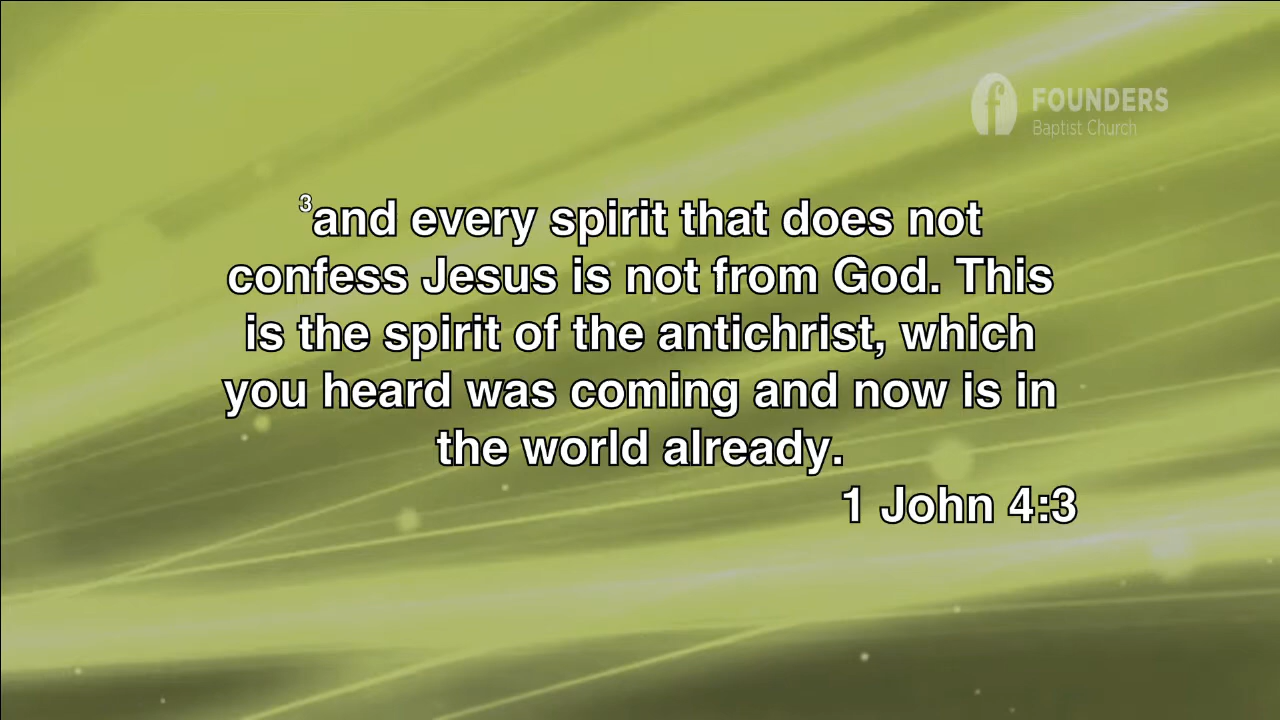 FOUNDERS
Baptist Church
3and every spirit that does not
confess Jesus is not from God. This
is the spirit of the antichrist, which
you heard was coming and now is in
the world already.
1 John 4:3